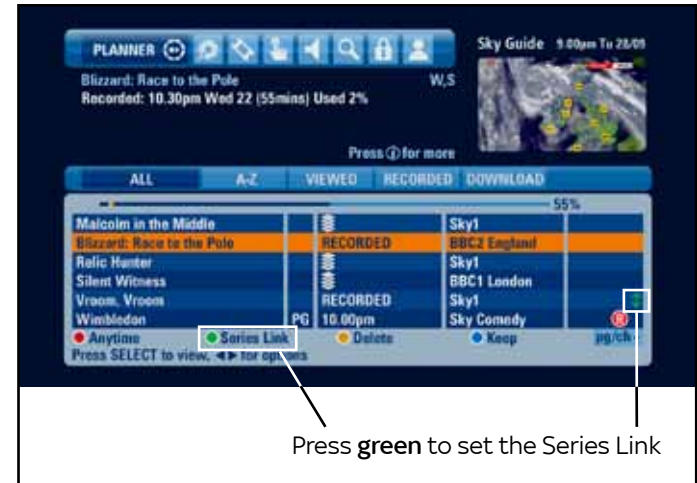 PLANNER
Sky Guide 9.00pm Tu 28/09
Blizzard: Race to the Pole W,S
Recorded: 10.30pm Wed 22 (55mins) Used 2%
Press i for more
ALL A-Z VIEWED RECORDED DOWNLOAD
55%
Malcolm in the Middle Sky1
Blizzard: Race to the Pole RECORDED BBC2 England
Relic Hunter Sky1
Silent Witness BBC1 London
Vroom, Vroom RECORDED Sky1
Wimbledon PG 10.00pm Sky Comedy R
Anytime Series Link Delete Keep pg/ch
Press SELECT to view, ◄► for options
Press green to set the Series Link